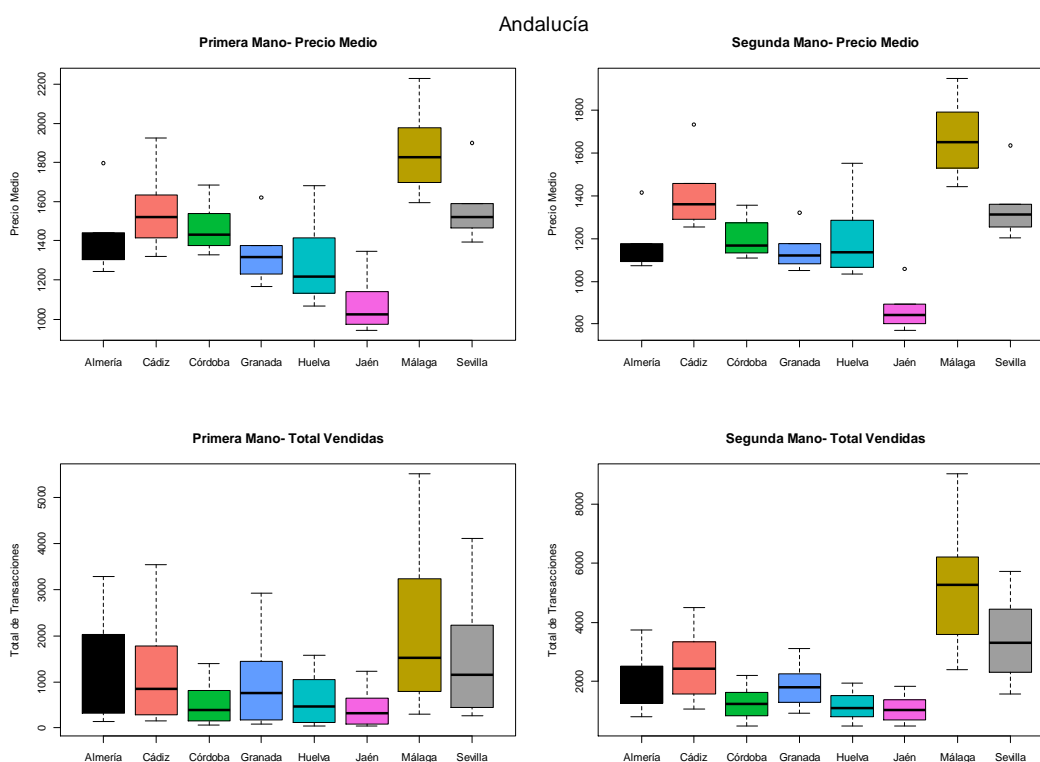 Andalucía
Primera Mano- Precio Medio
Precio Medio
2200
2000
1800
1600
1400
1200
1000
Almería Cádiz Córdoba Granada Huelva Jaén Málaga Sevilla
Segunda Mano- Precio Medio
Precio Medio
1800
1600
1400
1200
1000
800
Almería Cádiz Córdoba Granada Huelva Jaén Málaga Sevilla
Primera Mano- Total Vendidas
Total de Transacciones
5000
4000
3000
2000
1000
0
Almería Cádiz Córdoba Granada Huelva Jaén Málaga Sevilla
Segunda Mano- Total Vendidas
Total de Transacciones
8000
6000
4000
2000
Almería Cádiz Córdoba Granada Huelva Jaén Málaga Sevilla